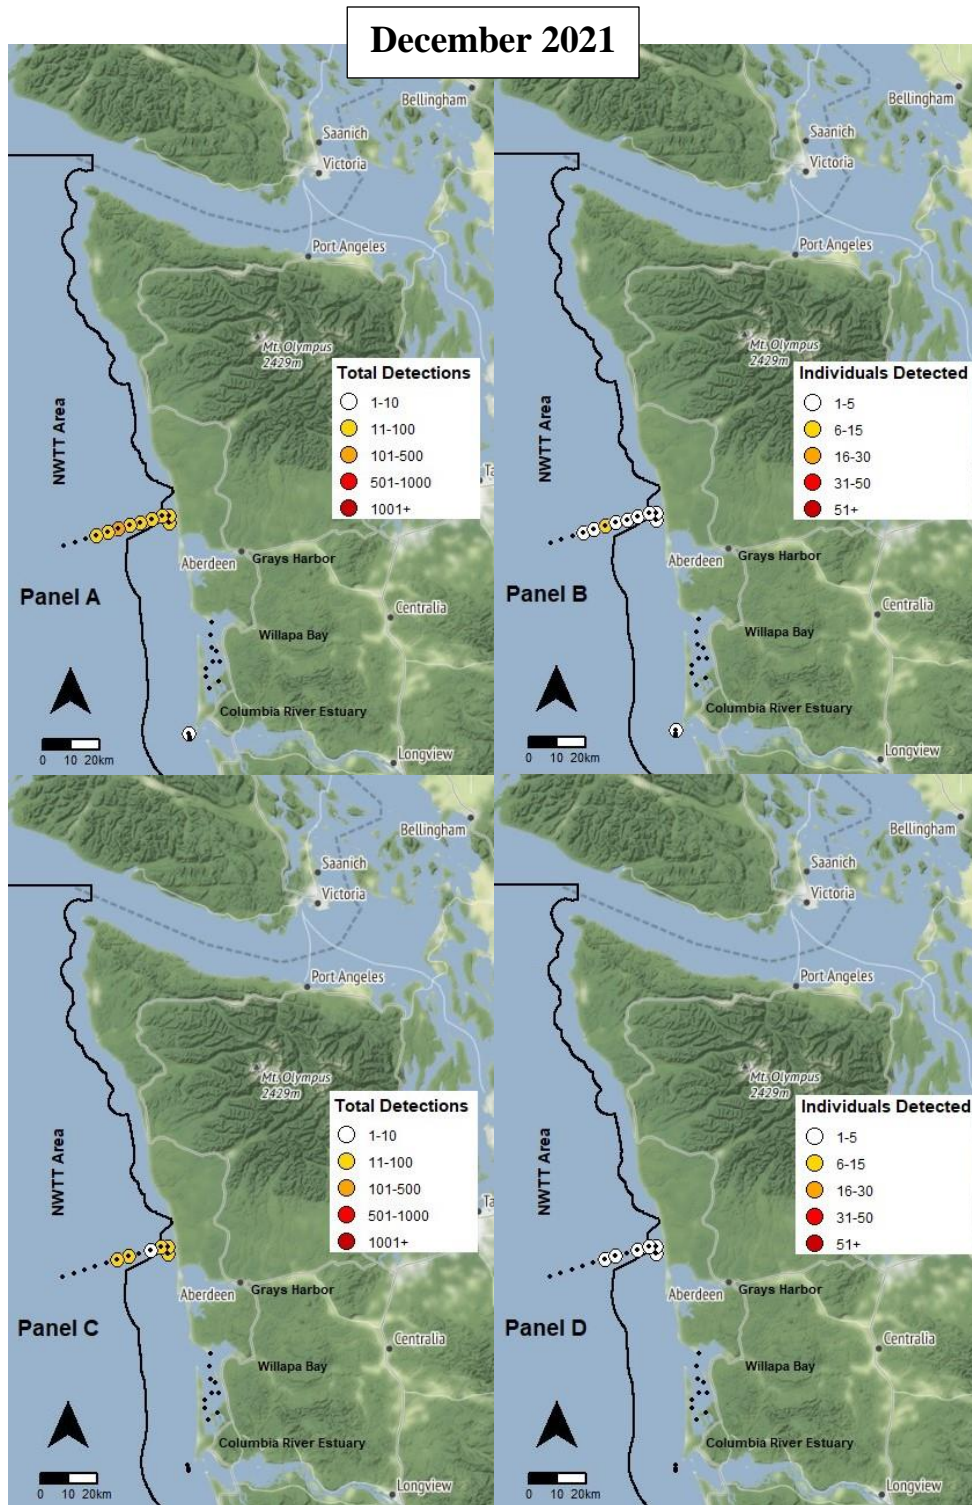 December 2021
Bellingham
Saanich
Victoria
Port Angeles
Mt. Olympus
2429m
Total Detections
1-10
11-100
101-500
501-1000
1001+
NWTT Area
Ta
Grays Harbor
Aberdeen
Panel A
Centralia
Willapa Bay
Columbia River Estuary
Longview
0 10 20km
Bellingham
Saanich
Victoria
Port Angeles
Mt. Olympus
2429m
Individuals Detected
1-5
6-15
16-30
31-50
51+
NWTT Area
Grays Harbor
Aberdeen
Panel B
Centralia
Willapa Bay
Columbia River Estuary
Longview
0 10 20km
Bellingham
Saanich
Victoria
Port Angeles
Mt. Olympus
2429m
Total Detections
1-10
11-100
101-500
501-1000
1001+
NWTT Area
Ta
Grays Harbor
Aberdeen
Panel C
Centralia
Willapa Bay
Columbia River Estuary
Longview
0 10 20km
Bellingham
Saanich
Victoria
Port Angeles
Mt. Olympus
2429m
Individuals Detected
1-5
6-15
16-30
31-50
51+
NWTT Area
Grays Harbor
Aberdeen
Panel D
Centralia
Willapa Bay
Columbia River Estuary
Longview
0 10 20km